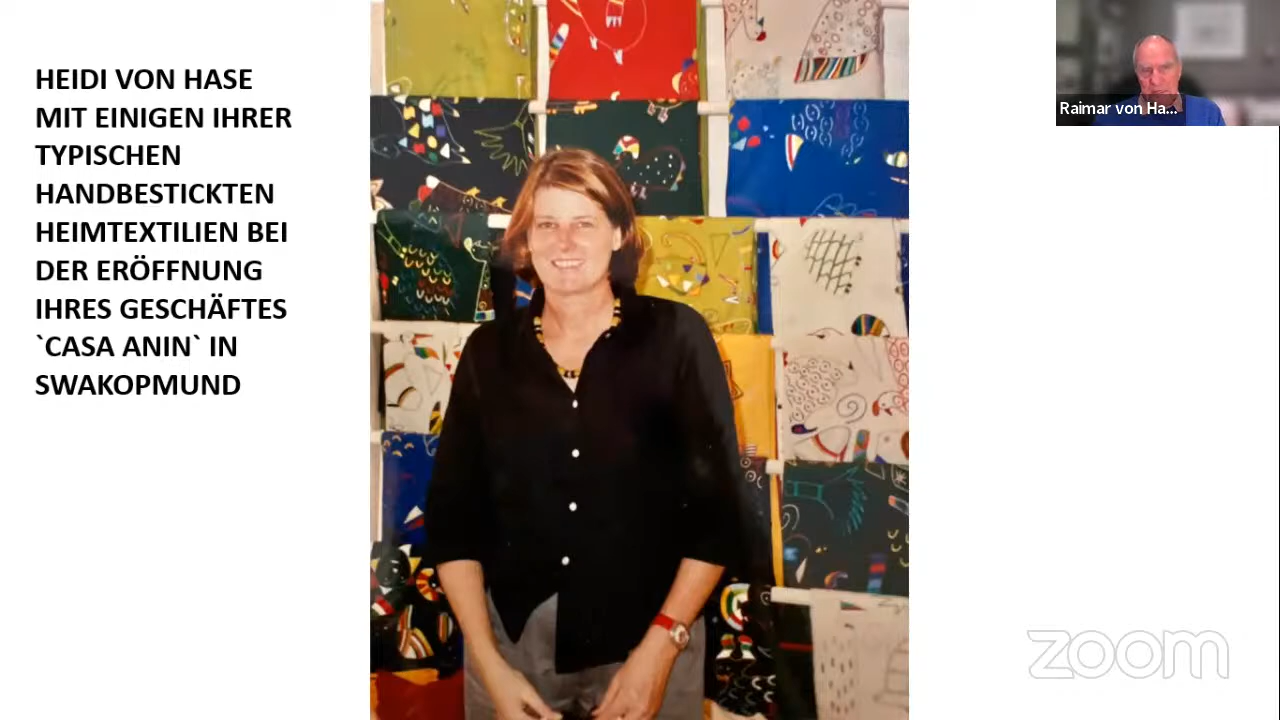 HEIDI VON HASE
MIT EINIGEN IHRER
TYPISCHEN
HANDBESTICKTEN
HEIMTEXTILIEN BEI
DER ERÖFFNUNG
IHRES GESCHÄFTES
`CASA ANIN` IN
SWAKOPMUND
Raimar von Ha...
zoom